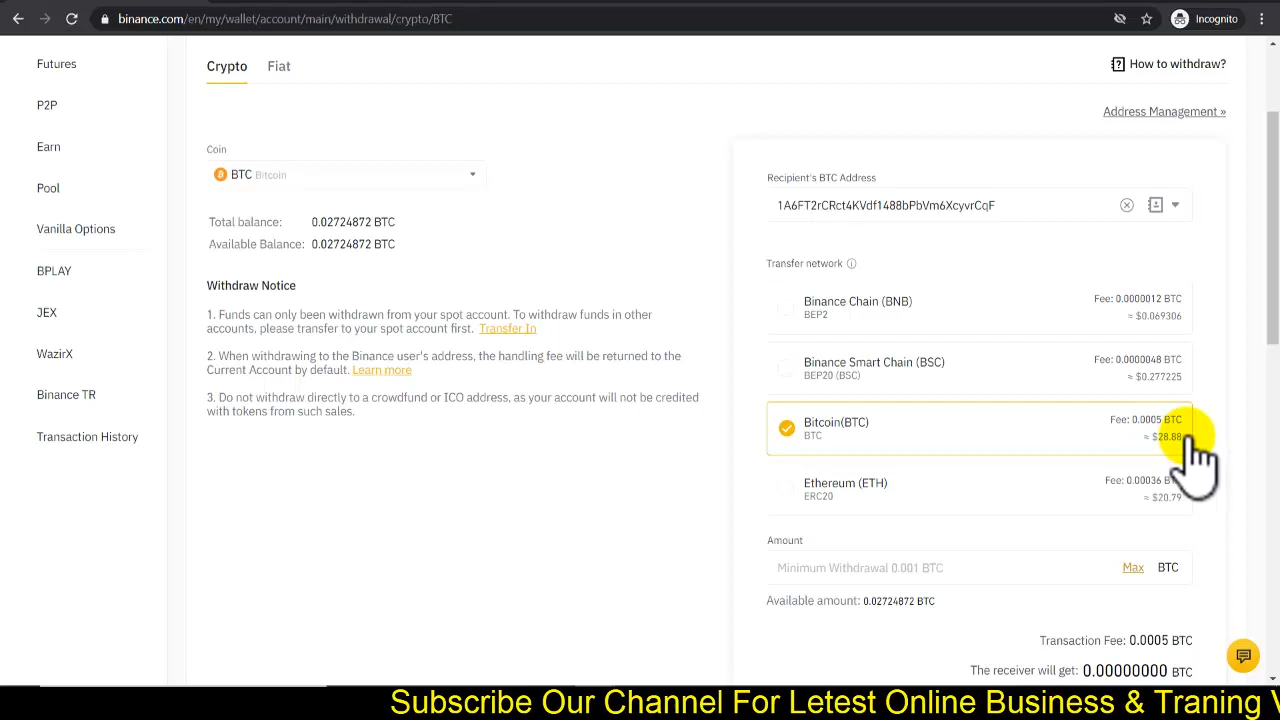 binance.com/en/my/wallet/account/main/withdrawal/crypto/BTC
Incognito
Futures
P2P
Earn
Pool
Vanilla Options
BPLAY
JEX
WazirX
Binance TR
Transaction History
Crypto Fiat
How to withdraw?
Address Management »
Coin
BTC Bitcoin
Total balance: 0.02724872 BTC
Available Balance: 0.02724872 BTC
Withdraw Notice
1. Funds can only been withdrawn from your spot account. To withdraw funds in other
accounts, please transfer to your spot account first. Transfer In
2. When withdrawing to the Binance user's address, the handling fee will be returned to the
Current Account by default. Learn more
3. Do not withdraw directly to a crowdfund or ICO address, as your account will not be credited
with tokens from such sales.
Recipient's BTC Address
1A6FT2rCRct4KVdf1488bPbVm6XcyvrCqF
Transfer network
Binance Chain (BNB) Fee: 0.0000012 BTC
BEP2 ≈ $0.069306
Binance Smart Chain (BSC) Fee: 0.0000048 BTC
BEP20 (BSC) ≈ $0.277225
Bitcoin(BTC) Fee: 0.0005 BTC
BTC ≈ $28.88
Ethereum (ETH) Fee: 0.00036
ERC20 ≈ $20.79
Amount
Minimum Withdrawal 0.001 BTC Max BTC
Available amount: 0.02724872 BTC
Transaction Fee: 0.0005 BTC
The receiver will get: 0.00000000 BTC
Subscribe Our Channel For Letest Online Business & Traning